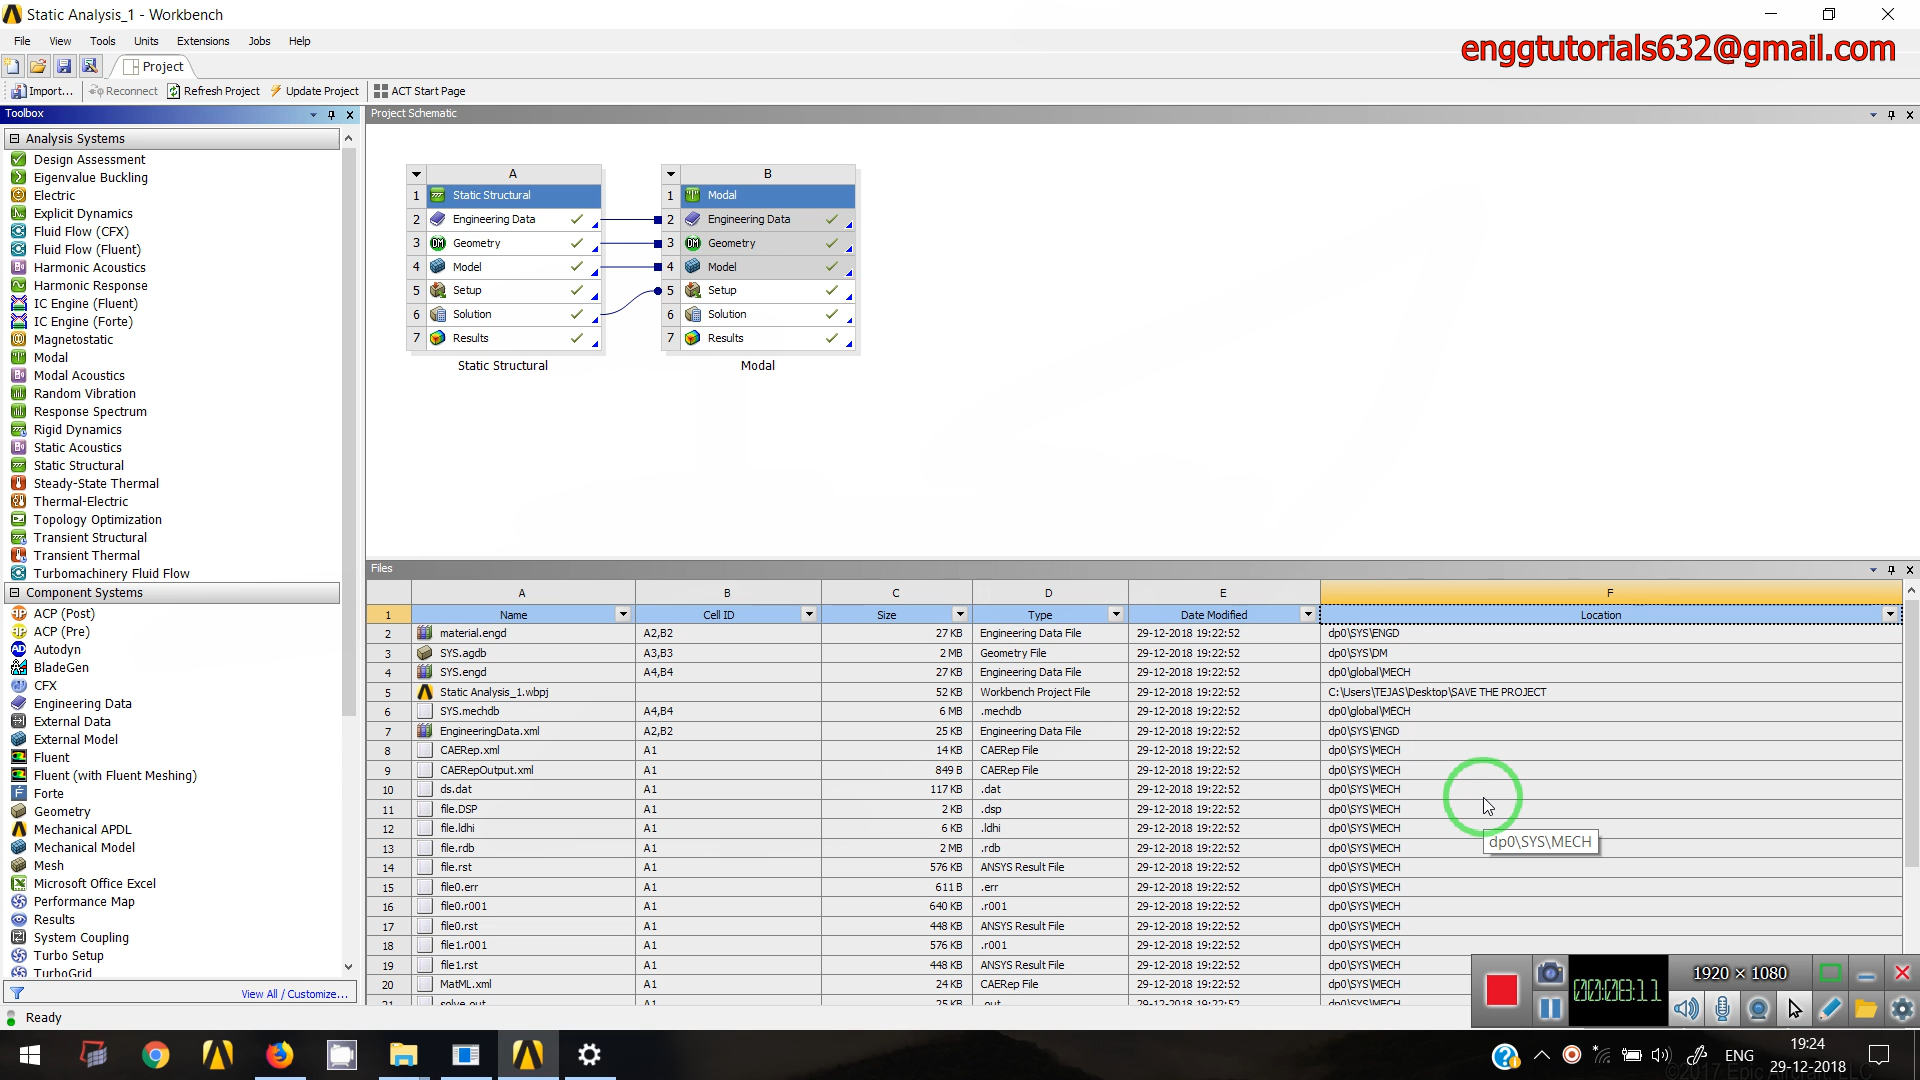 Static Analysis_1 - Workbench
File View Tools Units Extensions Jobs Help
enggtutorials632@gmail.com
Project
Import... Reconnect Refresh Project Update Project ACT Start Page
Toolbox
Analysis Systems
Design Assessment
Eigenvalue Buckling
Electric
Explicit Dynamics
Fluid Flow (CFX)
Fluid Flow (Fluent)
Harmonic Acoustics
Harmonic Response
IC Engine (Fluent)
IC Engine (Forte)
Magnetostatic
Modal
Modal Acoustics
Random Vibration
Response Spectrum
Rigid Dynamics
Static Acoustics
Static Structural
Steady-State Thermal
Thermal-Electric
Topology Optimization
Transient Structural
Transient Thermal
Turbomachinery Fluid Flow
Component Systems
ACP (Post)
ACP (Pre)
Autodyn
BladeGen
CFX
Engineering Data
External Data
External Model
Fluent
Fluent (with Fluent Meshing)
Forte
Geometry
Mechanical APDL
Mechanical Model
Mesh
Microsoft Office Excel
Performance Map
Results
System Coupling
Turbo Setup
TurboGrid
View All / Customize...
Project Schematic
A
1 Static Structural
2 Engineering Data
3 Geometry
4 Model
5 Setup
6 Solution
7 Results
Static Structural
B
1 Modal
2 Engineering Data
3 Geometry
4 Model
5 Setup
6 Solution
7 Results
Modal
Files
A B C D E F
1 Name Cell ID Size Type Date Modified Location
2 material.engd A2,B2 27 KB Engineering Data File 29-12-2018 19:22:52 dp0\SYS\ENGD
3 SYS.agdb A3,B3 2 MB Geometry File 29-12-2018 19:22:52 dp0\SYS\DM
4 SYS.engd A4,B4 27 KB Engineering Data File 29-12-2018 19:22:52 dp0\global\MECH
5 Static Analysis_1.wbpj 52 KB Workbench Project File 29-12-2018 19:22:52 C:\Users\TEJAS\Desktop\SAVE THE PROJECT
6 SYS.mechdb A4,B4 6 MB .mechdb 29-12-2018 19:22:52 dp0\global\MECH
7 EngineeringData.xml A2,B2 25 KB Engineering Data File 29-12-2018 19:22:52 dp0\SYS\ENGD
8 CAERep.xml A1 14 KB CAERep File 29-12-2018 19:22:52 dp0\SYS\MECH
9 CAERepOutput.xml A1 849 B CAERep File 29-12-2018 19:22:52 dp0\SYS\MECH
10 ds.dat A1 117 KB .dat 29-12-2018 19:22:52 dp0\SYS\MECH
11 file.DSP A1 2 KB .dsp 29-12-2018 19:22:52 dp0\SYS\MECH
12 file.ldhi A1 6 KB .ldhi 29-12-2018 19:22:52 dp0\SYS\MECH
13 file.rdb A1 2 MB .rdb 29-12-2018 19:22:52 dp0\SYS\MECH
14 file.rst A1 576 KB ANSYS Result File 29-12-2018 19:22:52 dp0\SYS\MECH
15 file0.err A1 611 B .err 29-12-2018 19:22:52 dp0\SYS\MECH
16 file0.r001 A1 640 KB .r001 29-12-2018 19:22:52 dp0\SYS\MECH
17 file0.rst A1 448 KB ANSYS Result File 29-12-2018 19:22:52 dp0\SYS\MECH
18 file1.r001 A1 576 KB .r001 29-12-2018 19:22:52 dp0\SYS\MECH
19 file1.rst A1 448 KB ANSYS Result File 29-12-2018 19:22:52 dp0\SYS\MECH
20 MatML.xml A1 24 KB CAERep File 29-12-2018 19:22:52 dp0\SYS\MECH
21 solve.out A1 25 KB .out 29-12-2018 19:22:52 dp0\SYS\MECH
dp0\SYS\MECH
00:08:11
1920 × 1080
Ready
ENG
19:24
29-12-2018
©2017 Epic Aircraft, LLC